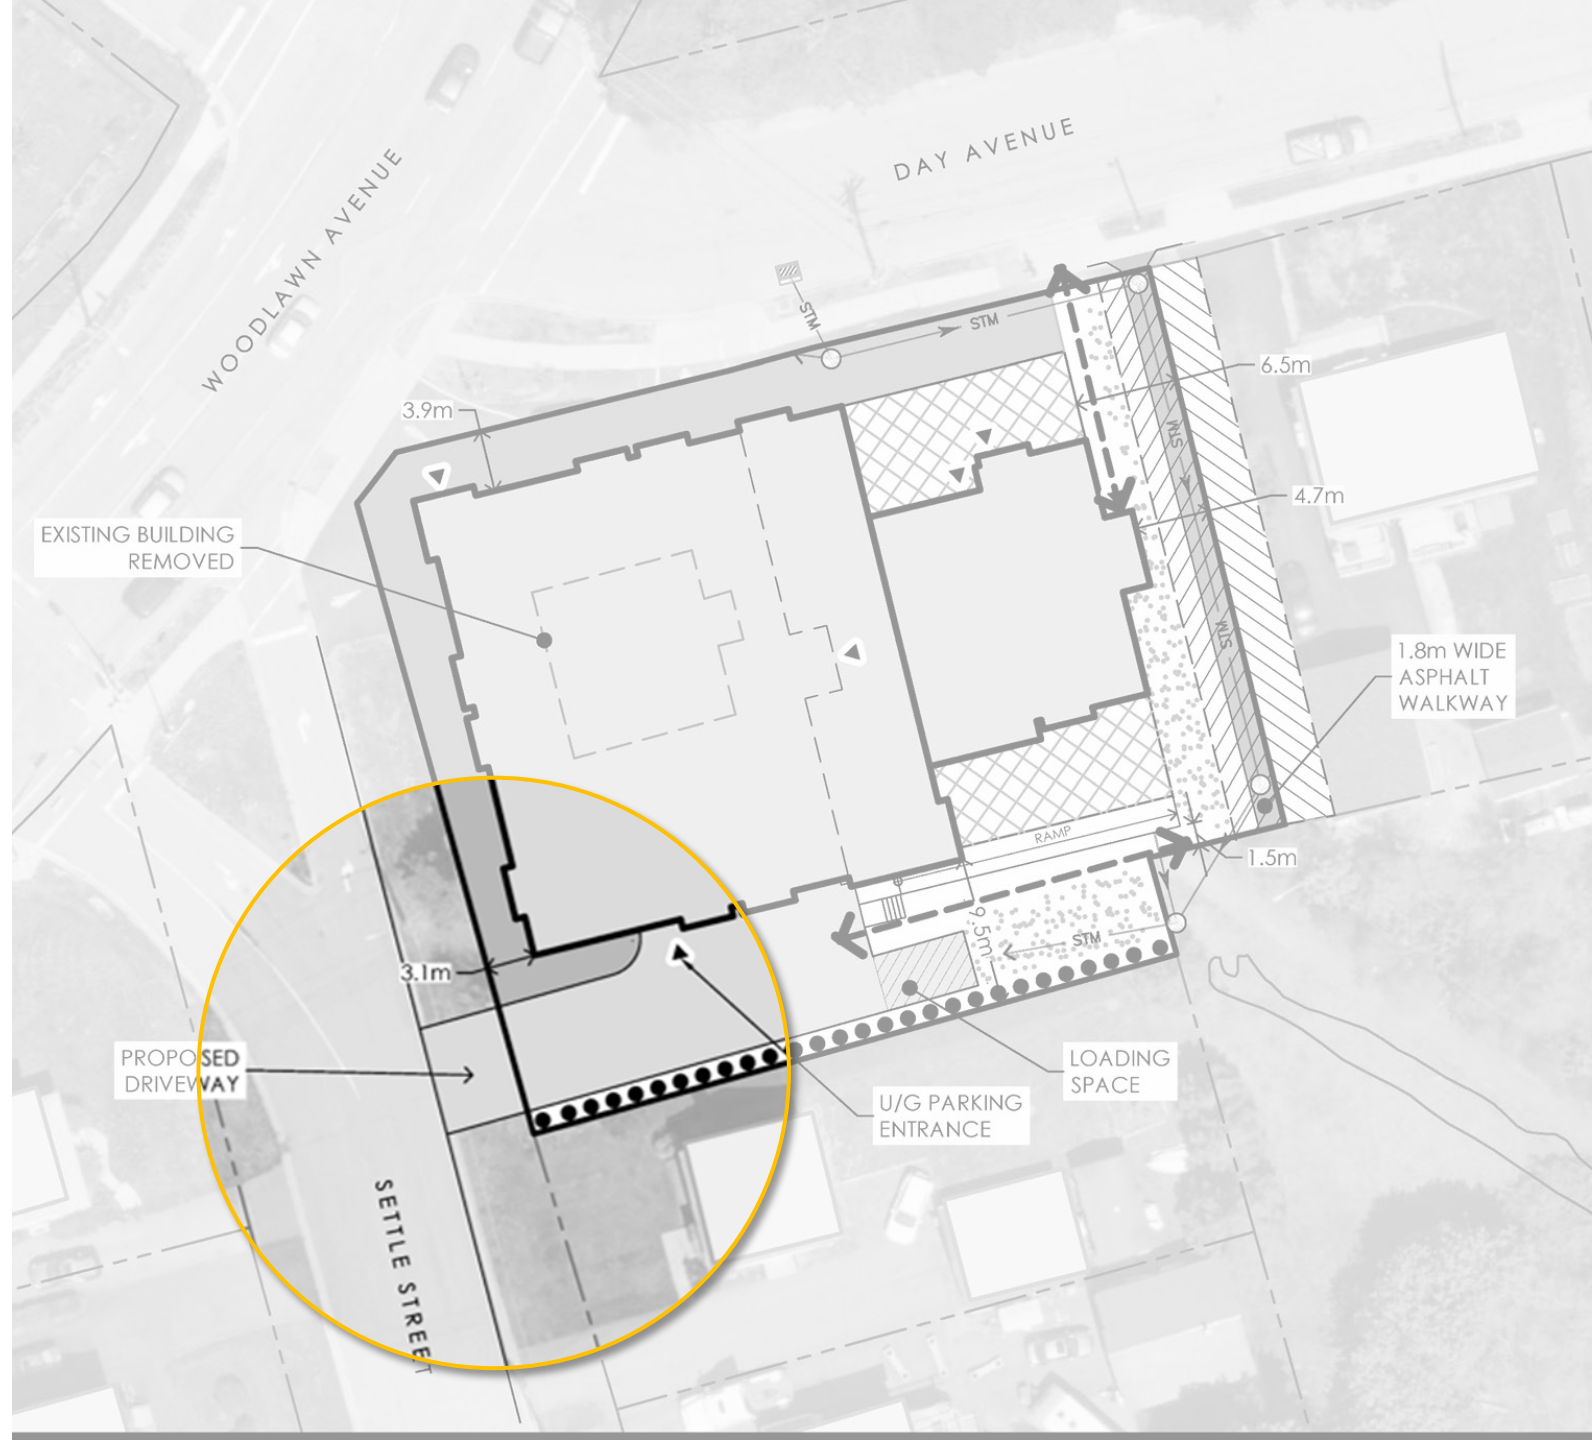 DAY AVENUE
WOODLAWN AVENUE
STM
STM
6.5m
3.9m
STM
4.7m
EXISTING BUILDING
REMOVED
STM
1.8m WIDE
ASPHALT
WALKWAY
RAMP
1.5m
9.5m
STM
3.1m
PROPOSED
DRIVEWAY
LOADING
SPACE
U/G PARKING
ENTRANCE
SETTLE STREET